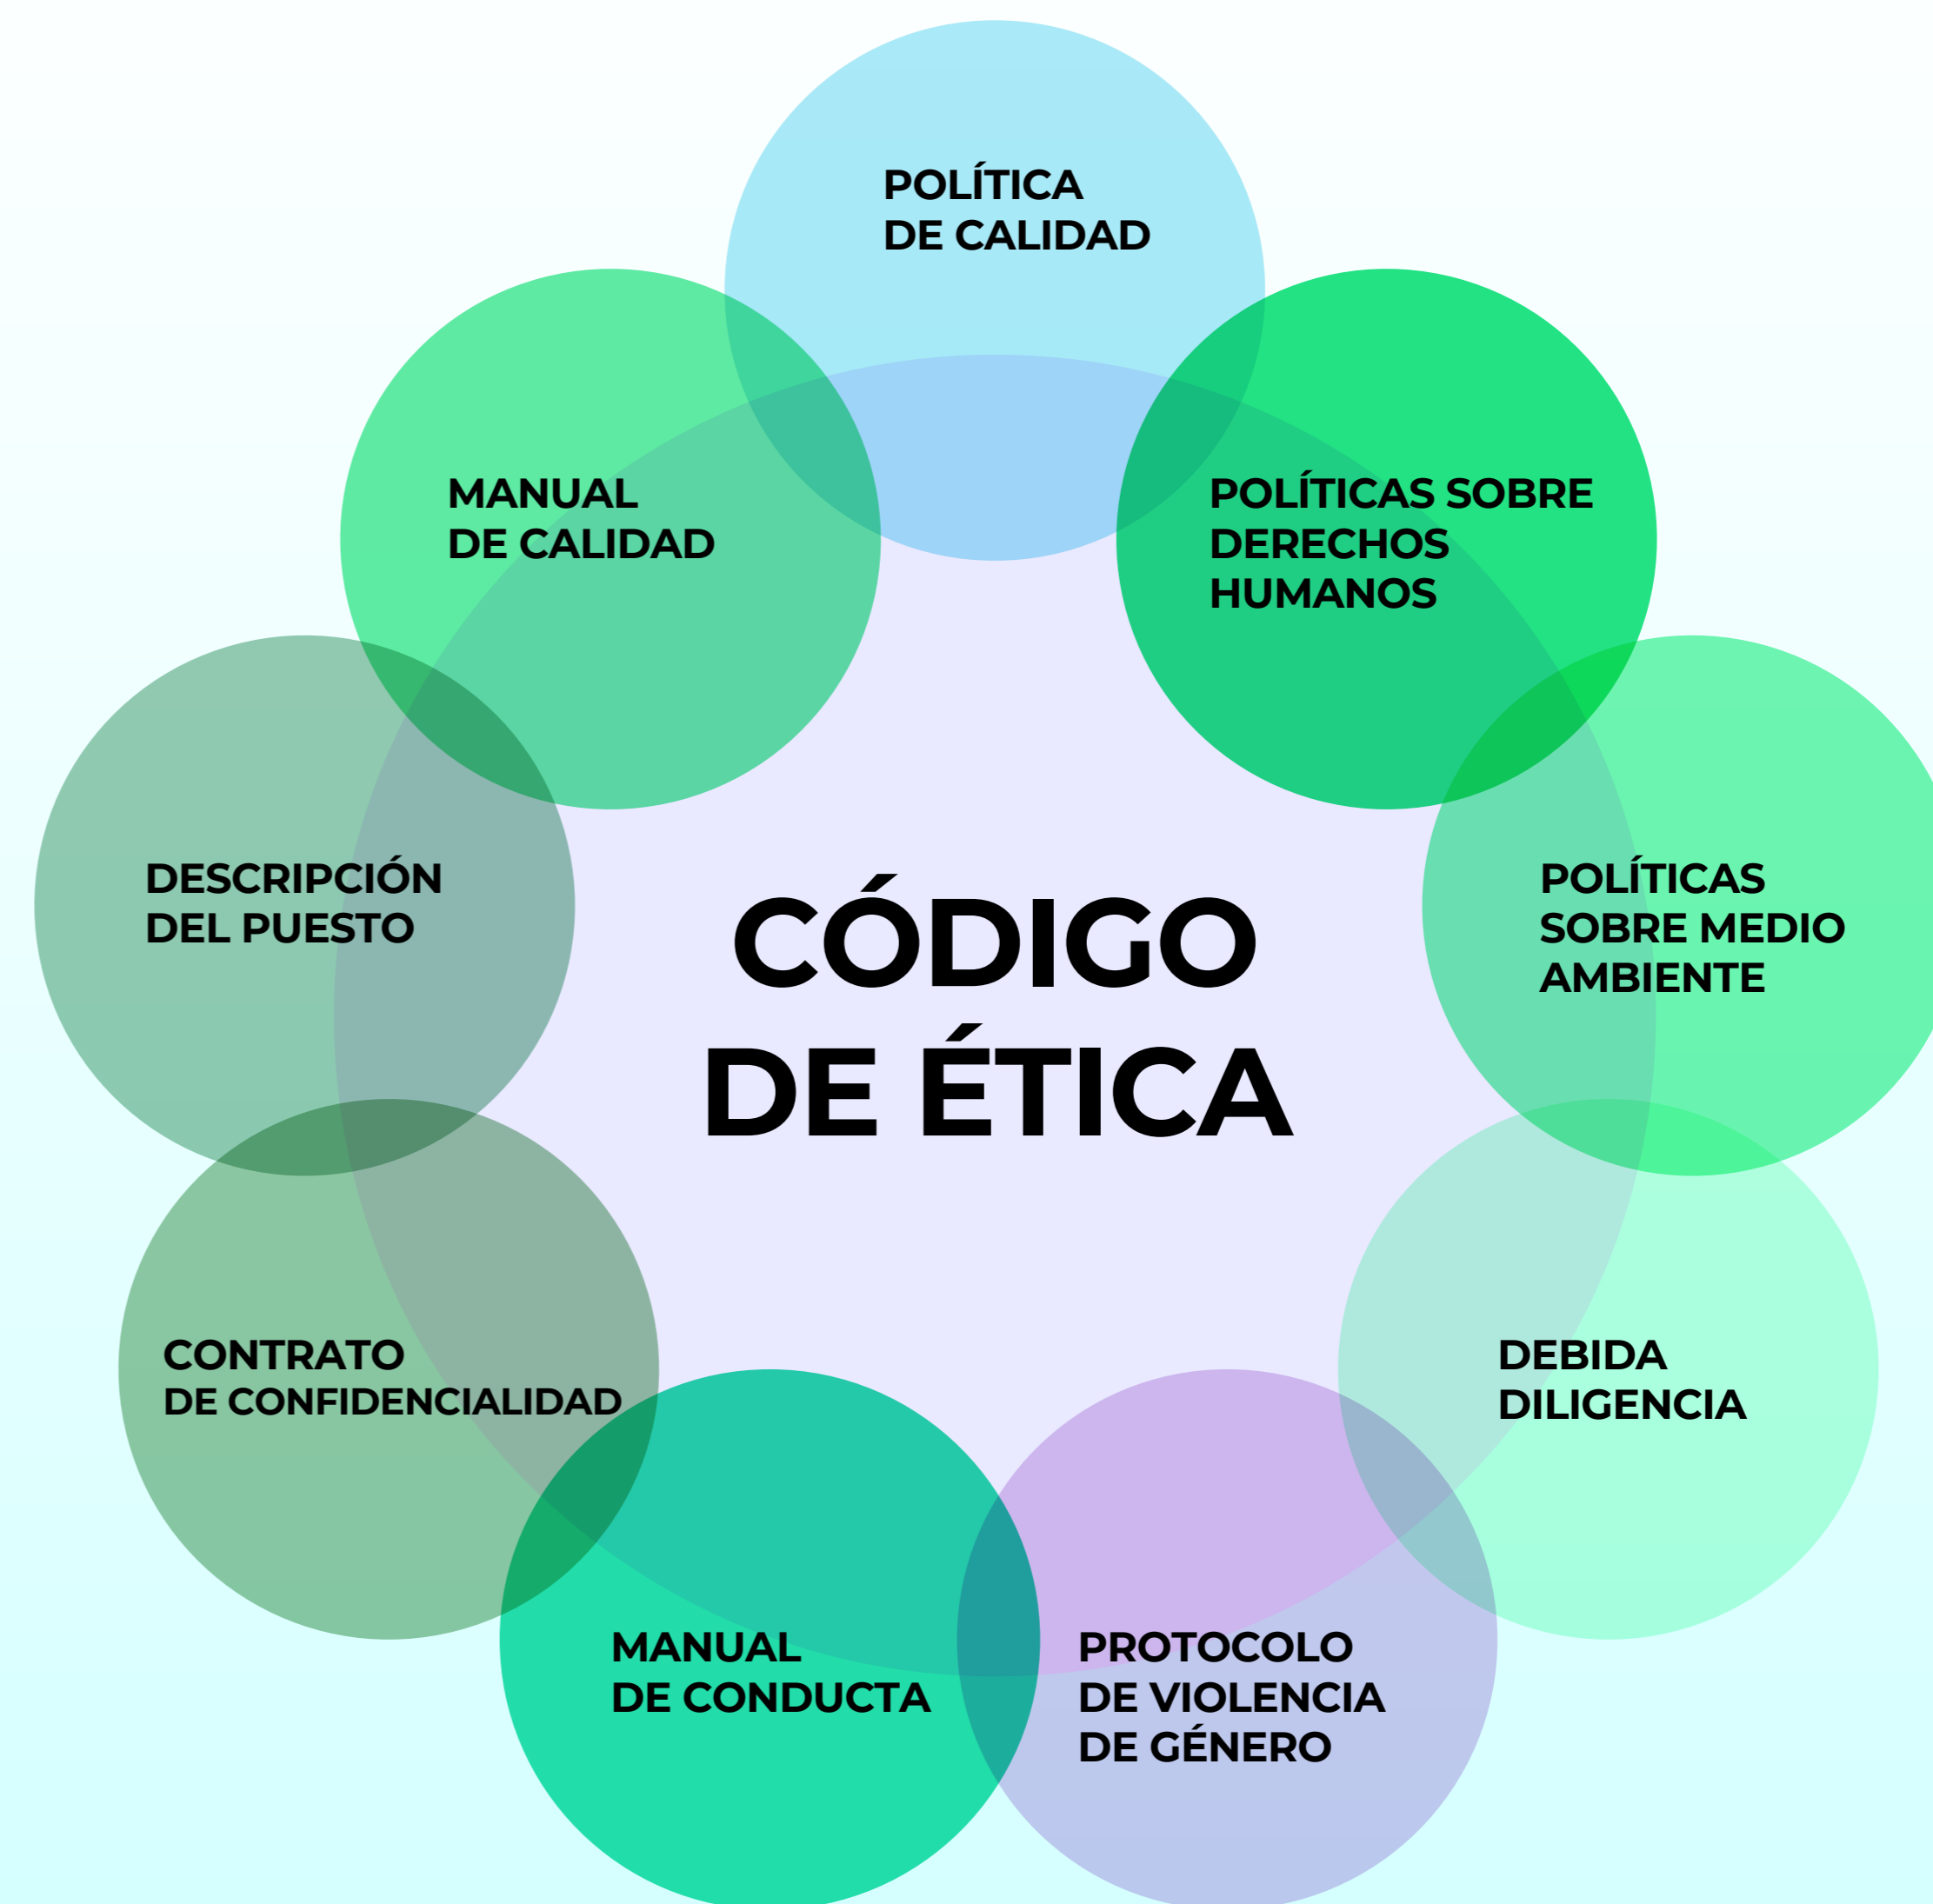 POLÍTICA
DE CALIDAD
MANUAL
DE CALIDAD
POLÍTICAS SOBRE
DERECHOS
HUMANOS
DESCRIPCIÓN
DEL PUESTO
CÓDIGO
DE ÉTICA
POLÍTICAS
SOBRE MEDIO
AMBIENTE
CONTRATO
DE CONFIDENCIALIDAD
DEBIDA
DILIGENCIA
MANUAL
DE CONDUCTA
PROTOCOLO
DE VIOLENCIA
DE GÉNERO